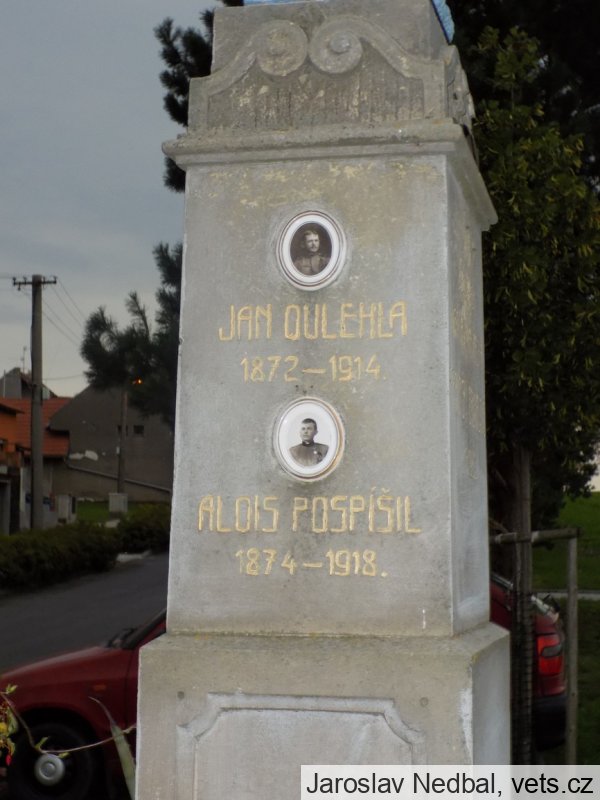 JAN OULEHLA
1872-1914.
ALOIS POSPÍŠIL
1874-1918.
Jaroslav Nedbal, vets.cz